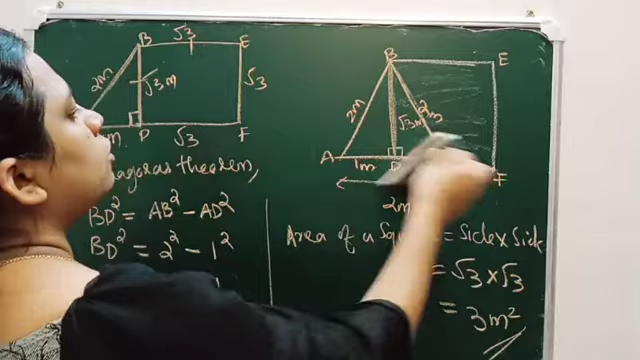 B √3 E
2m √3m √3
m D √3 F
agoras theorem,
BD² = AB² - AD²
BD² = 2² - 1²
B E
2m √3m 2m
A 1m F
2m
Area of a = Side x Side
= √3 x √3
= 3m²